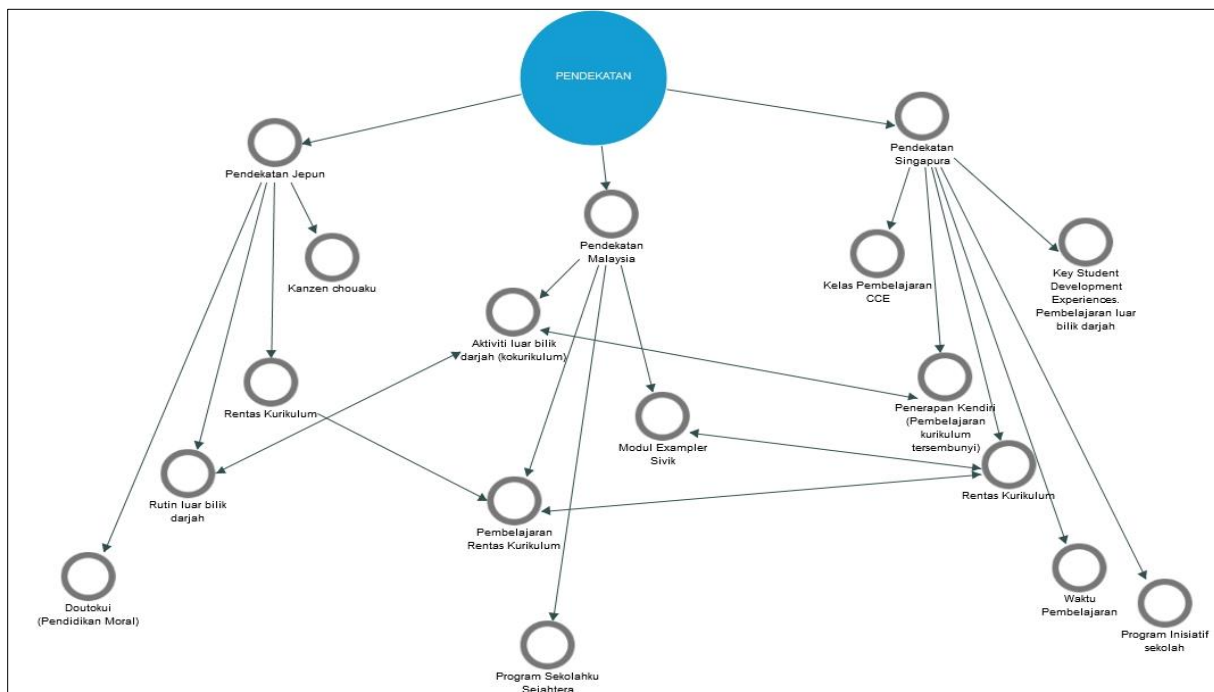 PENDEKATAN
Pendekatan Jepun
Pendekatan
Singapura
Pendekatan
Malaysia
Kanzen chouaku
Kelas Pembelajaran
CCE
Key Student
Development
Experiences.
Pembelajaran luar
bilik darjah
Aktiviti luar bilik
darjah (kokurikulum)
Rentas Kurikulum
Penerapan Kendiri
(Pembelajaran
kurikulum
tersembunyi)
Modul Exampler
Sivik
Rutin luar bilik
darjah
Rentas Kurikulum
Pembelajaran
Rentas Kurikulum
Doutokui
(Pendidikan Moral)
Waktu
Pembelajaran
Program Inisiatif
sekolah
Program Sekolahku
Sejahtera